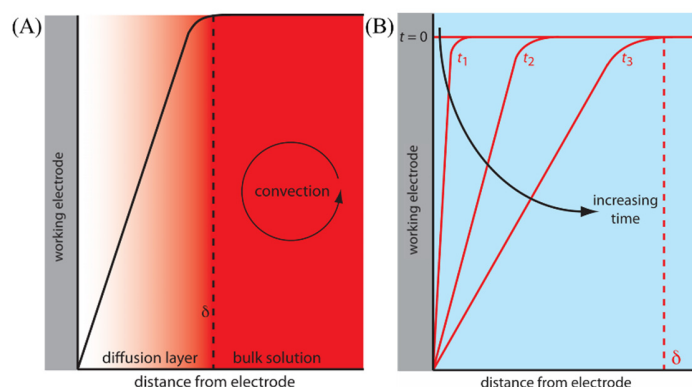 (A)
working electrode
convection
δ
diffusion layer
bulk solution
distance from electrode
(B)
t = 0
working electrode
t1
t2
t3
increasing
time
δ
distance from electrode